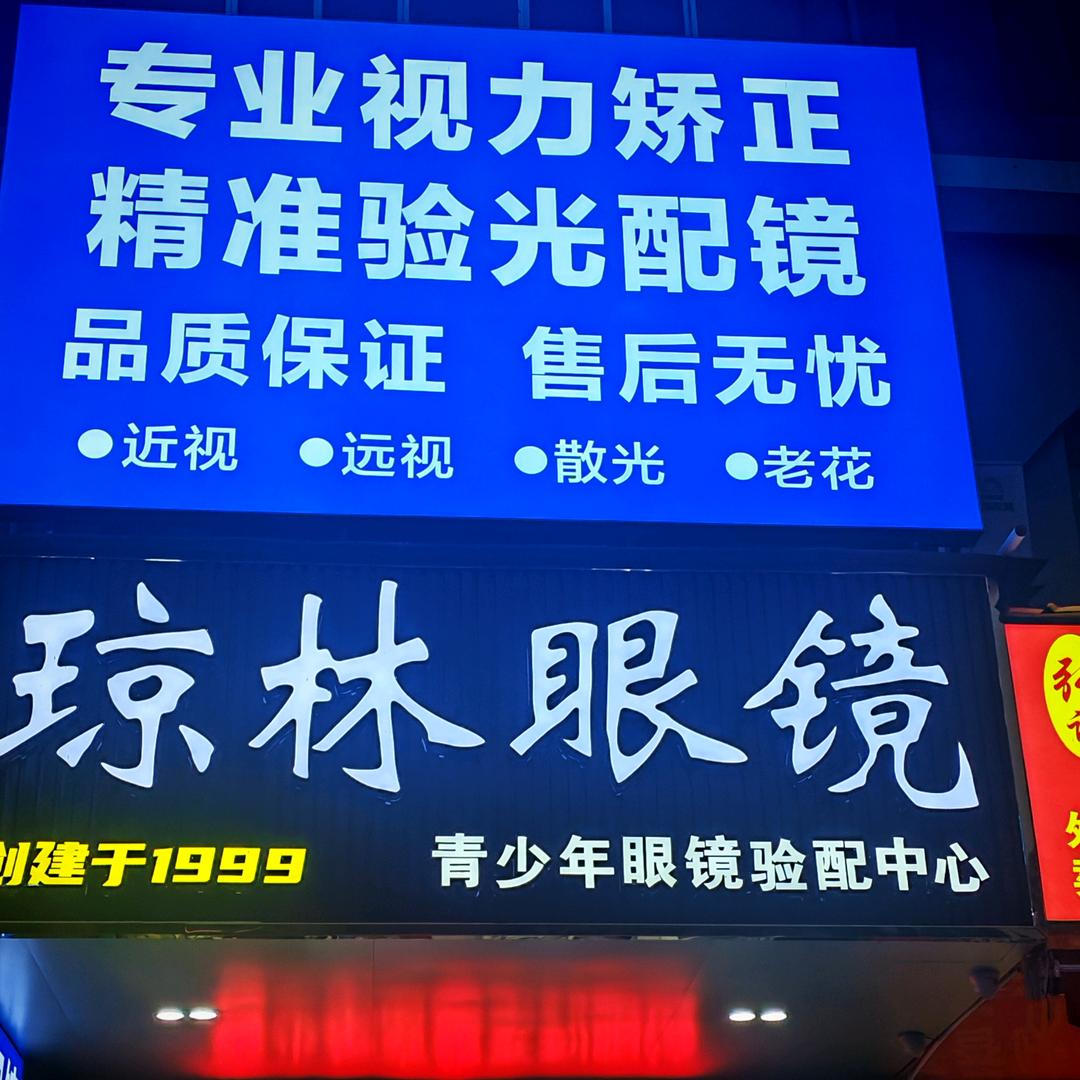 专业视力矫正
精准验光配镜
品质保证 售后无忧
●近视 ●远视 ●散光 ●老花
琼林眼镜
创建于1999 青少年眼镜验配中心